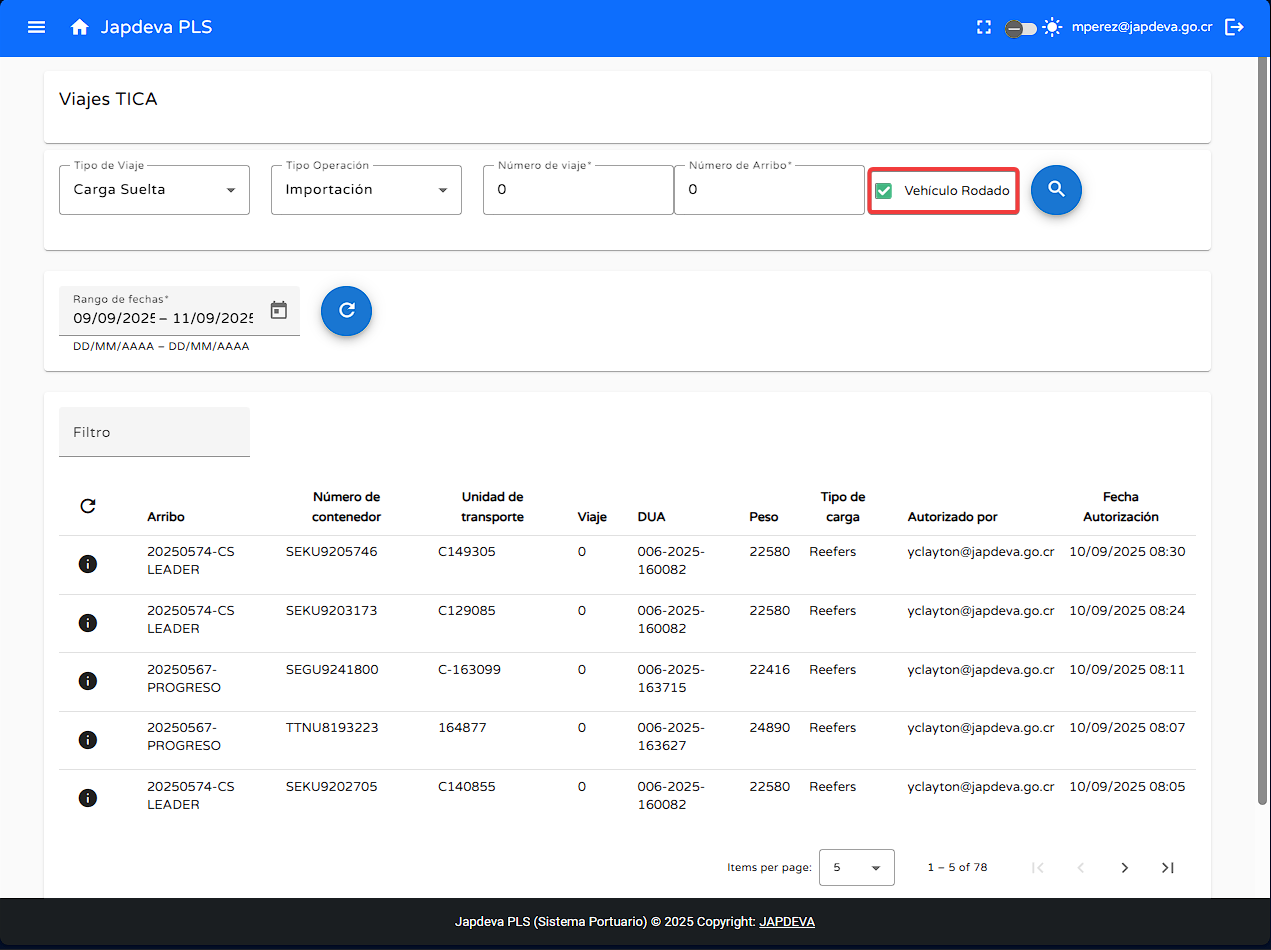 Japdeva PLS
mperez@japdeva.go.cr
Viajes TICA
Tipo de Viaje
Carga Suelta
Tipo Operación
Importación
Número de viaje*
0
Número de Arribo*
0
Vehículo Rodado
Rango de fechas*
09/09/2025 – 11/09/2025
DD/MM/AAAA – DD/MM/AAAA
Filtro
Arribo Número de contenedor Unidad de transporte Viaje DUA Peso Tipo de carga Autorizado por Fecha Autorización
20250574-CS SEKU9205746 C149305 0 006-2025- 22580 Reefers yclayton@japdeva.go.cr 10/09/2025 08:30
LEADER 160082
20250574-CS SEKU9203173 C129085 0 006-2025- 22580 Reefers yclayton@japdeva.go.cr 10/09/2025 08:24
LEADER 160082
20250567- SEGU9241800 C-163099 0 006-2025- 22416 Reefers yclayton@japdeva.go.cr 10/09/2025 08:11
PROGRESO 163715
20250567- TTNU8193223 164877 0 006-2025- 24890 Reefers yclayton@japdeva.go.cr 10/09/2025 08:07
PROGRESO 163627
20250574-CS SEKU9202705 C140855 0 006-2025- 22580 Reefers yclayton@japdeva.go.cr 10/09/2025 08:05
LEADER 160082
Items per page: 5 1 – 5 of 78
Japdeva PLS (Sistema Portuario) © 2025 Copyright: JAPDEVA